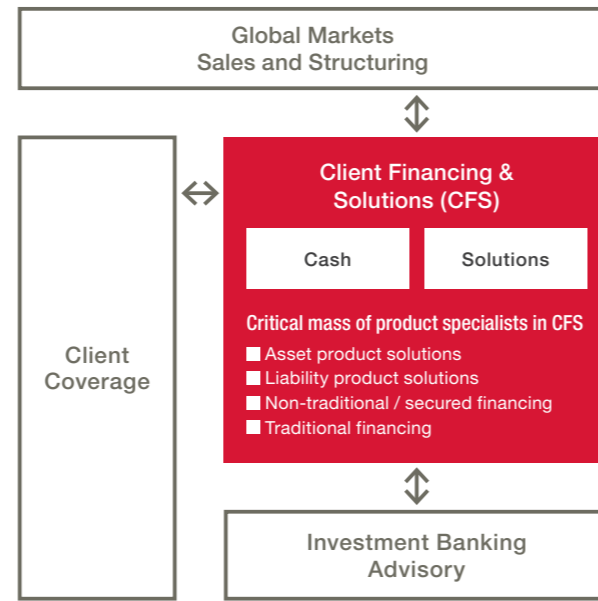 Global Markets
Sales and Structuring
Client
Coverage
Client Financing &
Solutions (CFS)
Cash
Solutions
Critical mass of product specialists in CFS
Asset product solutions
Liability product solutions
Non-traditional / secured financing
Traditional financing
Investment Banking
Advisory